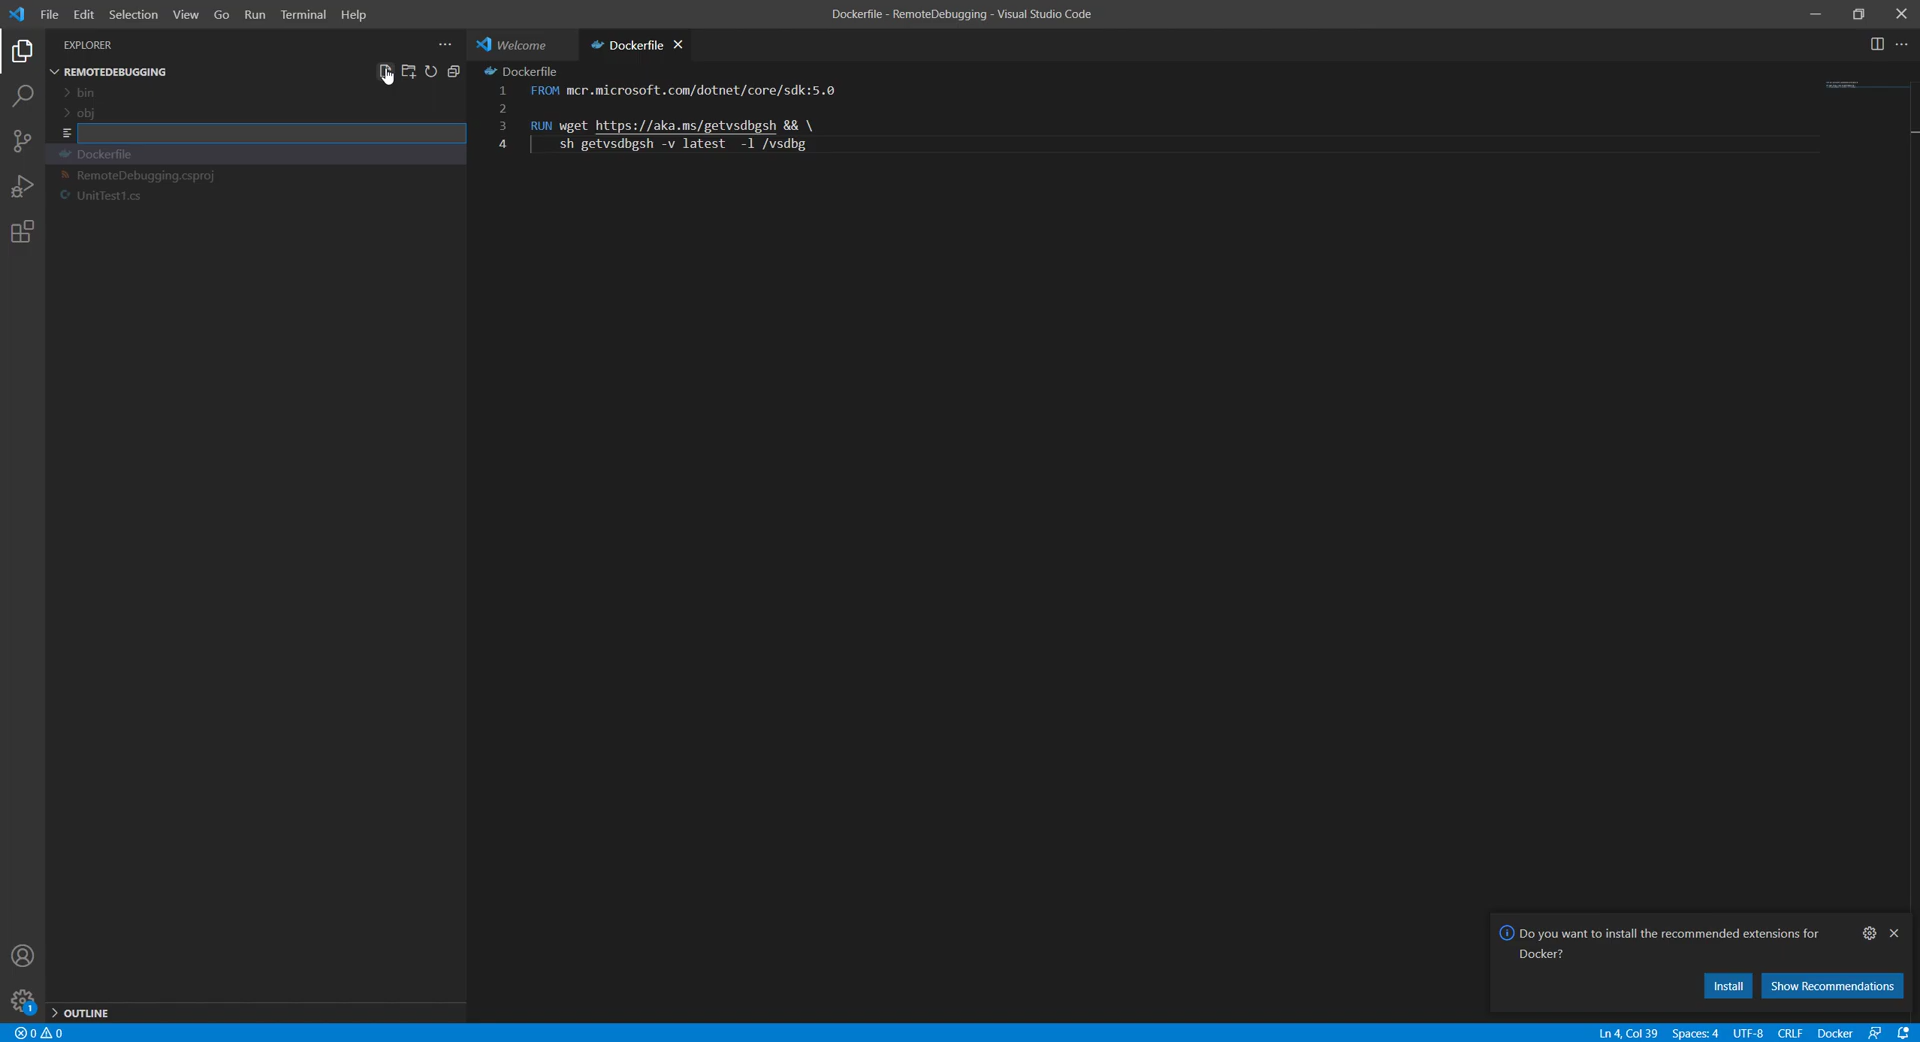 File Edit Selection View Go Run Terminal Help
Dockerfile - RemoteDebugging - Visual Studio Code
EXPLORER
Welcome
Dockerfile
REMOTEDEBUGGING
Dockerfile
bin
obj
Dockerfile
RemoteDebugging.csproj
UnitTest1.cs
1 FROM mcr.microsoft.com/dotnet/core/sdk:5.0
2
3 RUN wget https://aka.ms/getvsdbgsh && \
4 sh getvsdbgsh -v latest -l /vsdbg
Do you want to install the recommended extensions for
Docker?
Install
Show Recommendations
1
OUTLINE
0 0
Ln 4, Col 39 Spaces: 4 UTF-8 CRLF Docker